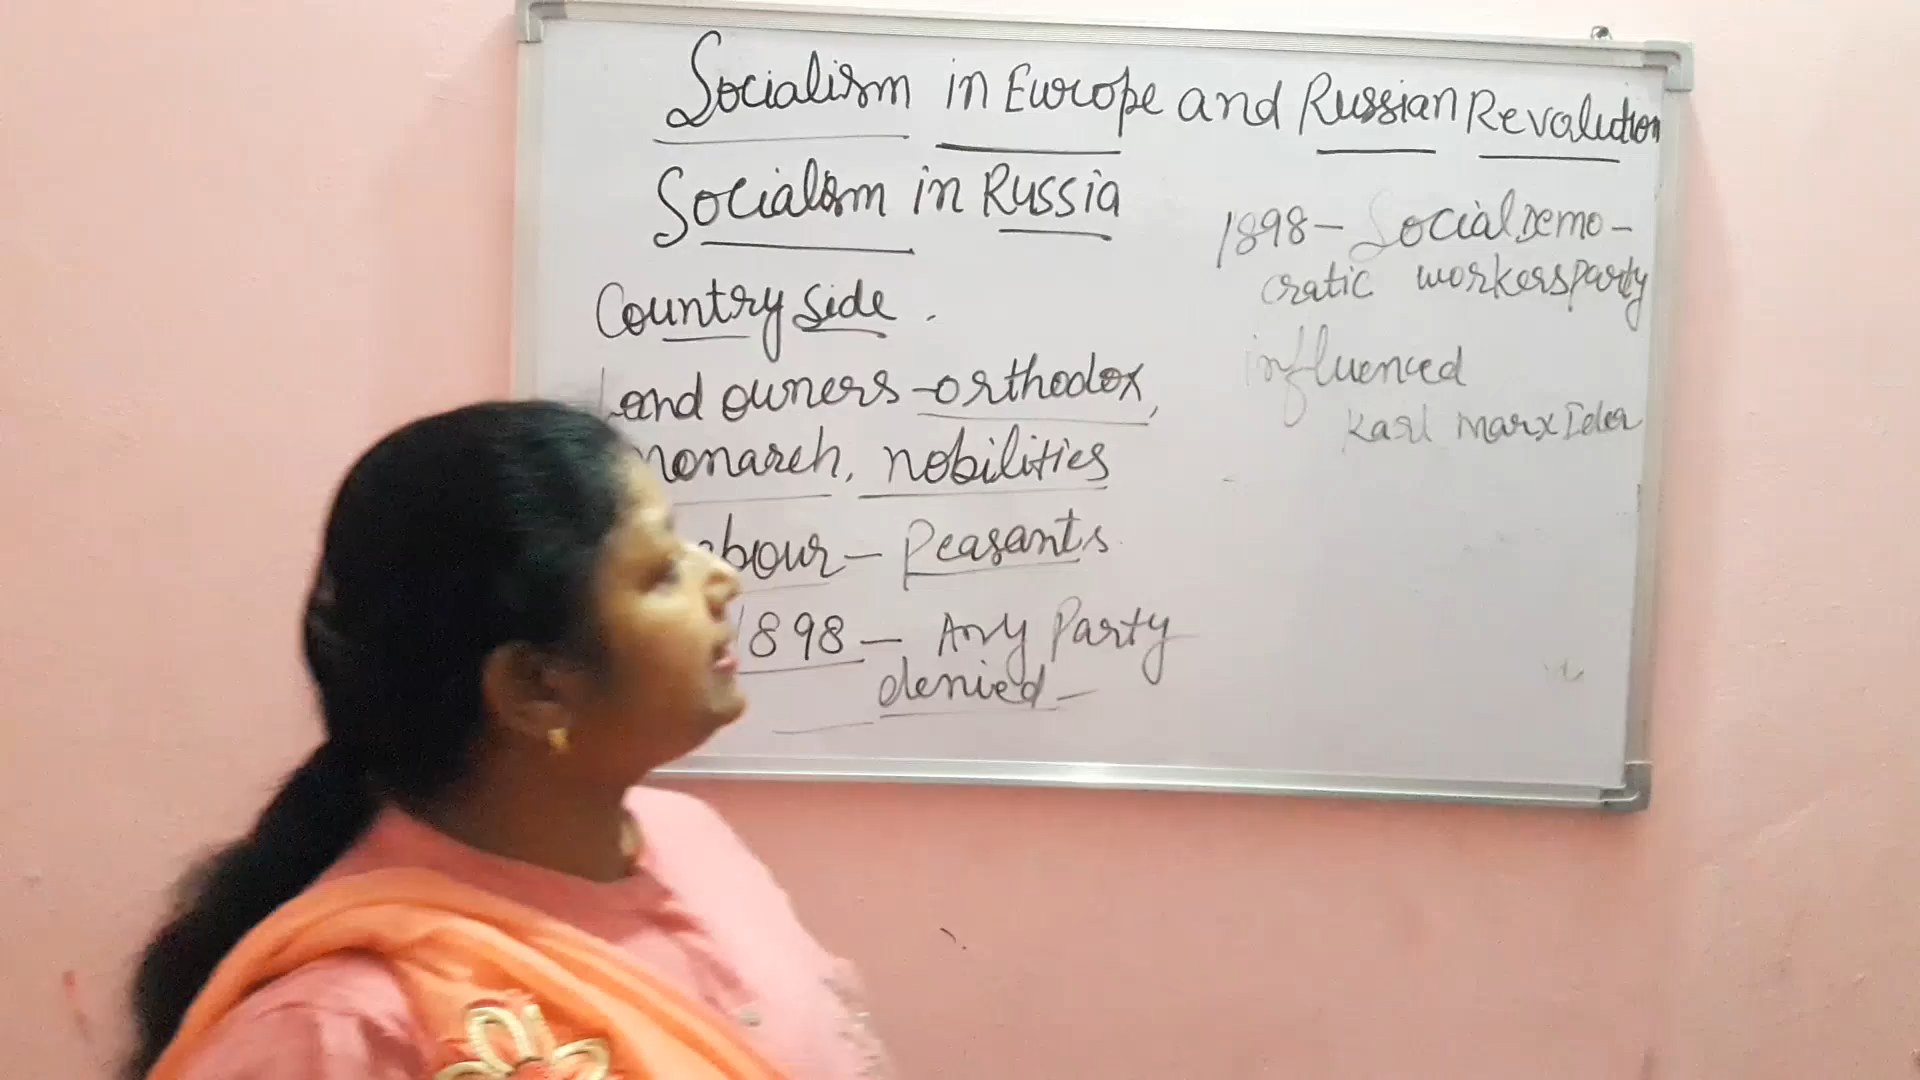 Socialism in Europe and Russian Revalution
Socialism in Russia
Country side.
Land owners - orthodox,
monarch, nobilities
bour - Peasants.
1898 - Any Party
denied -
1898 - Social Demo -
cratic workers party
influenced
Karl Marx Idea